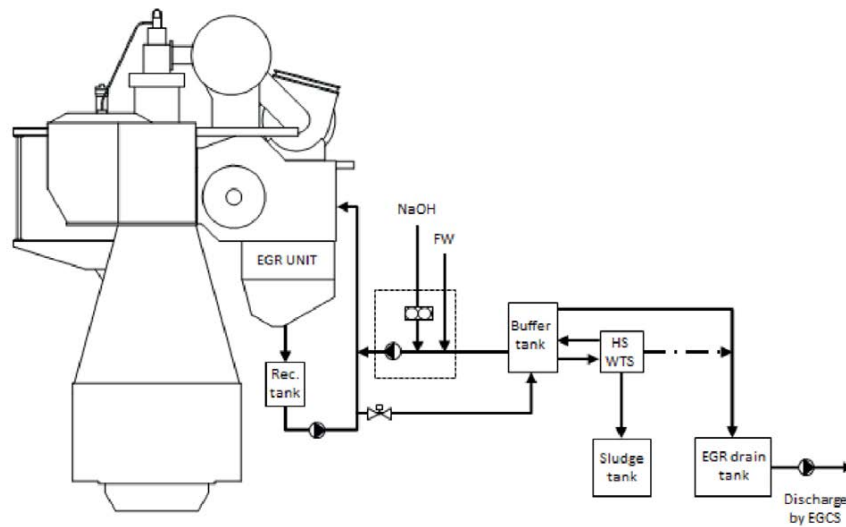 NaOH
FW
EGR UNIT
Buffer
tank
HS
WTS
Rec.
tank
Sludge
tank
EGR drain
tank
Discharge
by EGCS